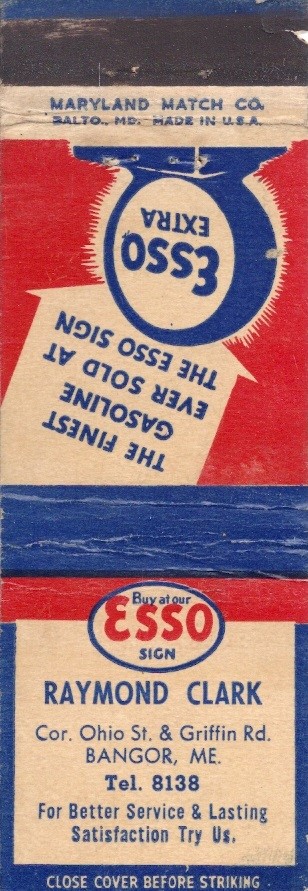 MARYLAND MATCH CO.
BALTO., MD. MADE IN U.S.A.
ESSO
EXTRA
THE FINEST
GASOLINE
EVER SOLD AT
THE ESSO SIGN
Buy at our
ESSO
SIGN
RAYMOND CLARK
Cor. Ohio St. & Griffin Rd.
BANGOR, ME.
Tel. 8138
For Better Service & Lasting
Satisfaction Try Us.
CLOSE COVER BEFORE STRIKING